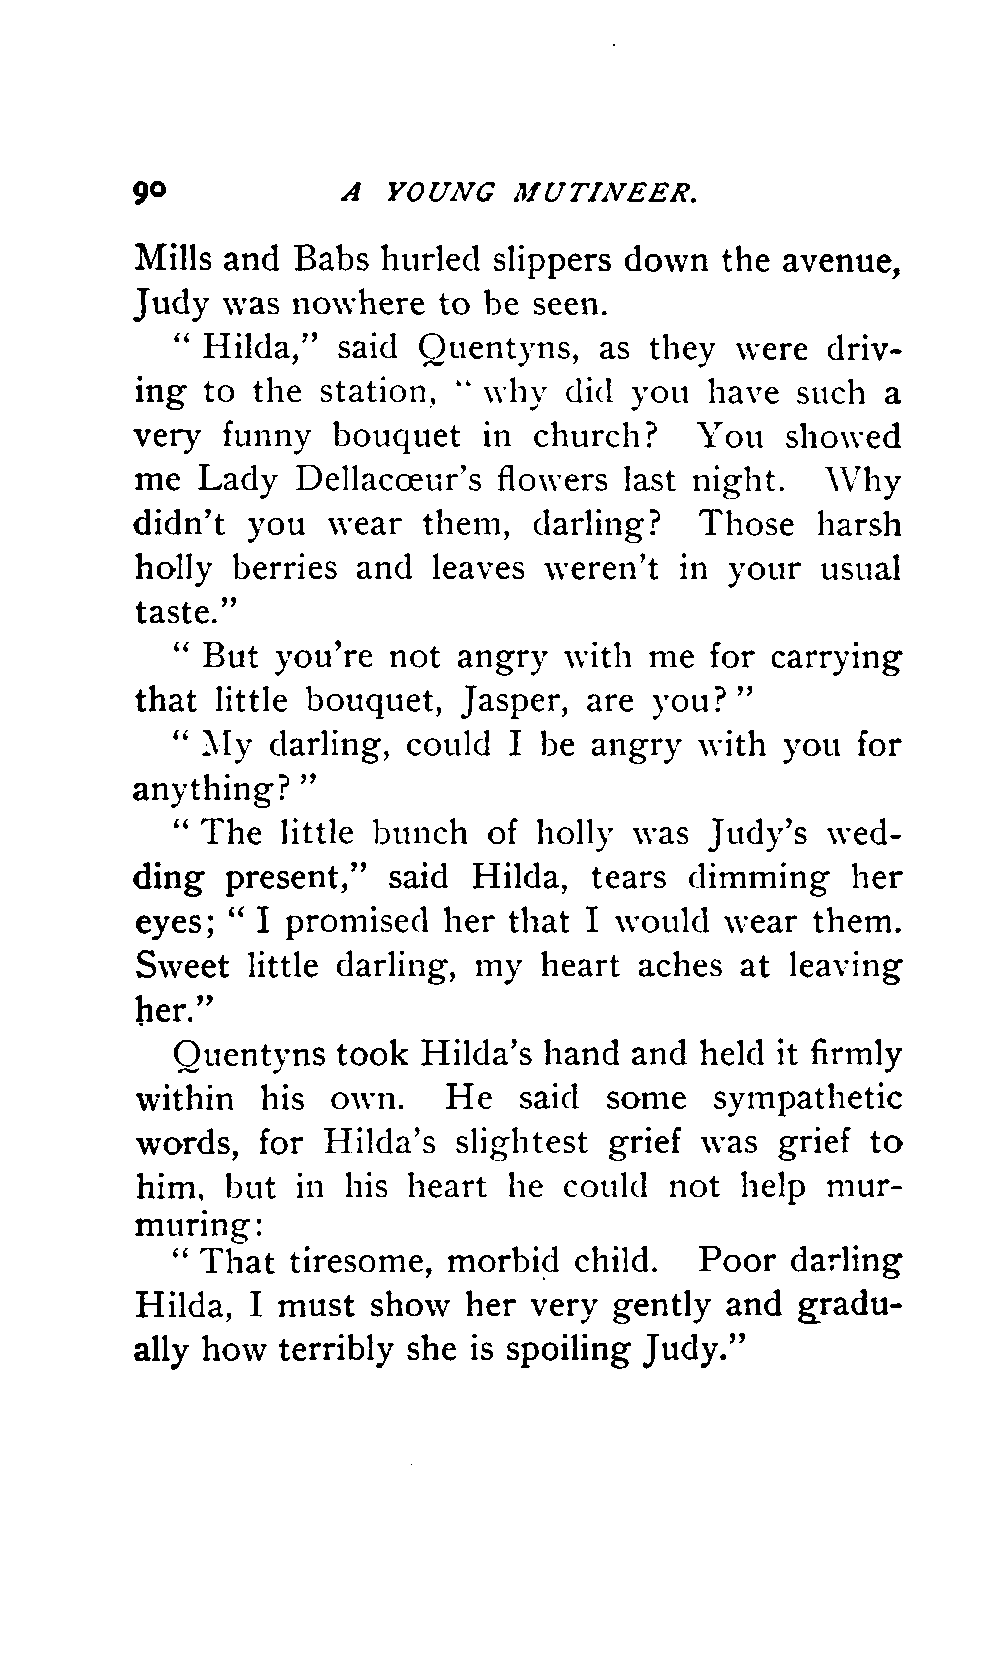 90 A YOUNG MUTINEER.
Mills and Babs hurled slippers down the avenue,
Judy was nowhere to be seen.
“ Hilda,” said Quentyns, as they were driv-
ing to the station, “ why did you have such a
very funny bouquet in church? You showed
me Lady Dellacœur’s flowers last night. Why
didn’t you wear them, darling? Those harsh
holly berries and leaves weren’t in your usual
taste.”
“ But you’re not angry with me for carrying
that little bouquet, Jasper, are you? ”
“ My darling, could I be angry with you for
anything? ”
“ The little bunch of holly was Judy’s wed-
ding present,” said Hilda, tears dimming her
eyes; “ I promised her that I would wear them.
Sweet little darling, my heart aches at leaving
her.”
Quentyns took Hilda’s hand and held it firmly
within his own. He said some sympathetic
words, for Hilda’s slightest grief was grief to
him, but in his heart he could not help mur-
muring:
“ That tiresome, morbid child. Poor darling
Hilda, I must show her very gently and gradu-
ally how terribly she is spoiling Judy.”